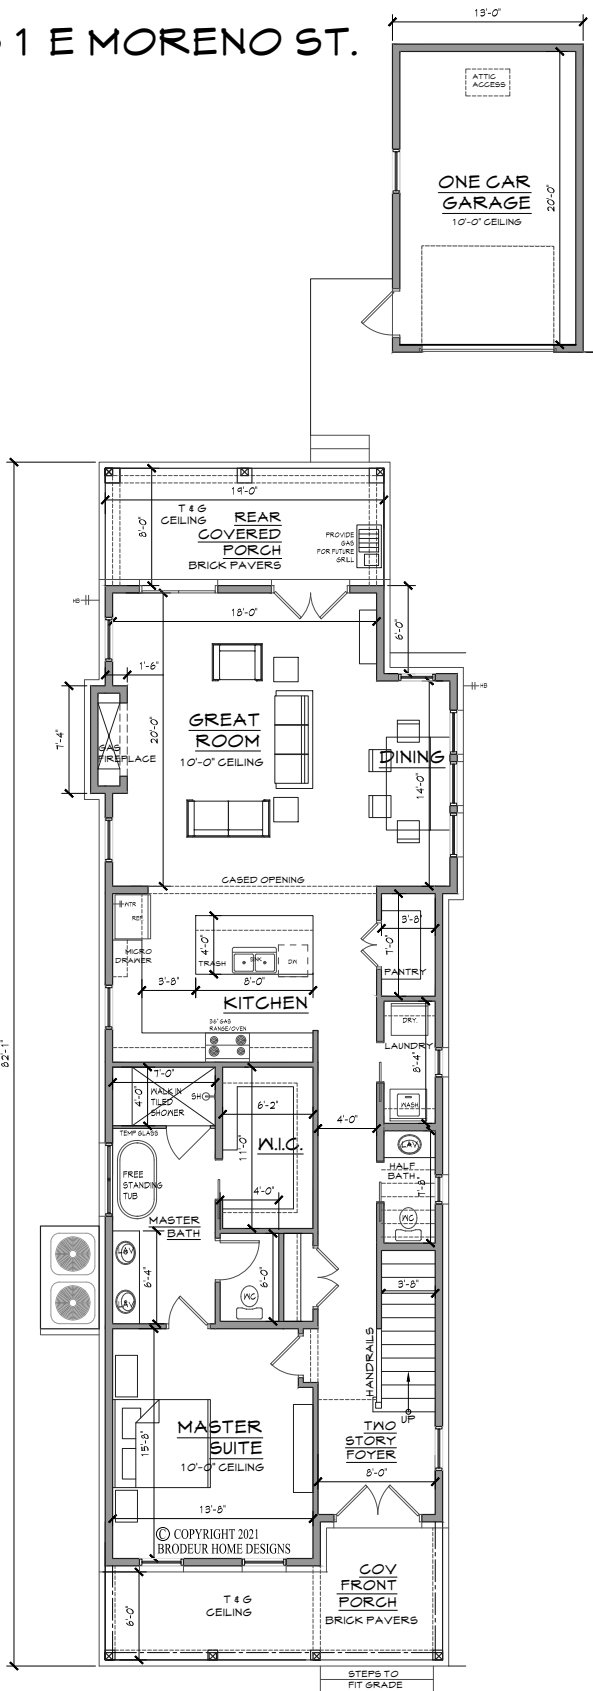 1 E MORENO ST.
13'-0"
ATTIC
ACCESS
ONE CAR
GARAGE
10'-0" CEILING
20'-0"
19'-0"
8'-0"
T & G
CEILING
REAR
COVERED
PORCH
BRICK PAVERS
PROVIDE
GAS
FOR FUTURE
GRILL
HB
18'-0"
6'-0"
1'-6"
HB
7'-4"
20'-0"
GREAT
ROOM
10'-0" CEILING
GAS
FIREPLACE
DINING
14'-0"
CASED OPENING
WTR
REF
MICRO
DRAWER
4'-0"
TRASH
SINK
DW
3'-8"
8'-0"
KITCHEN
36" GAS
RANGE/OVEN
3'-8"
7'-0"
PANTRY
DRY.
LAUNDRY
8'-4"
WASH
82'-1"
7'-0"
4'-0"
WALK IN
TILED
SHOWER
SH
TEMP GLASS
6'-2"
W.I.C.
11'-0"
4'-0"
4'-0"
LAV
HALF
BATH
7'-8"
WC
FREE
STANDING
TUB
MASTER
BATH
LAV
6'-4"
LAV
6'-0"
WC
3'-8"
HANDRAILS
UP
MASTER
SUITE
10'-0" CEILING
15'-8"
13'-8"
TWO
STORY
FOYER
8'-0"
© COPYRIGHT 2021
BRODEUR HOME DESIGNS
T & G
CEILING
6'-0"
COV
FRONT
PORCH
BRICK PAVERS
STEPS TO
FIT GRADE